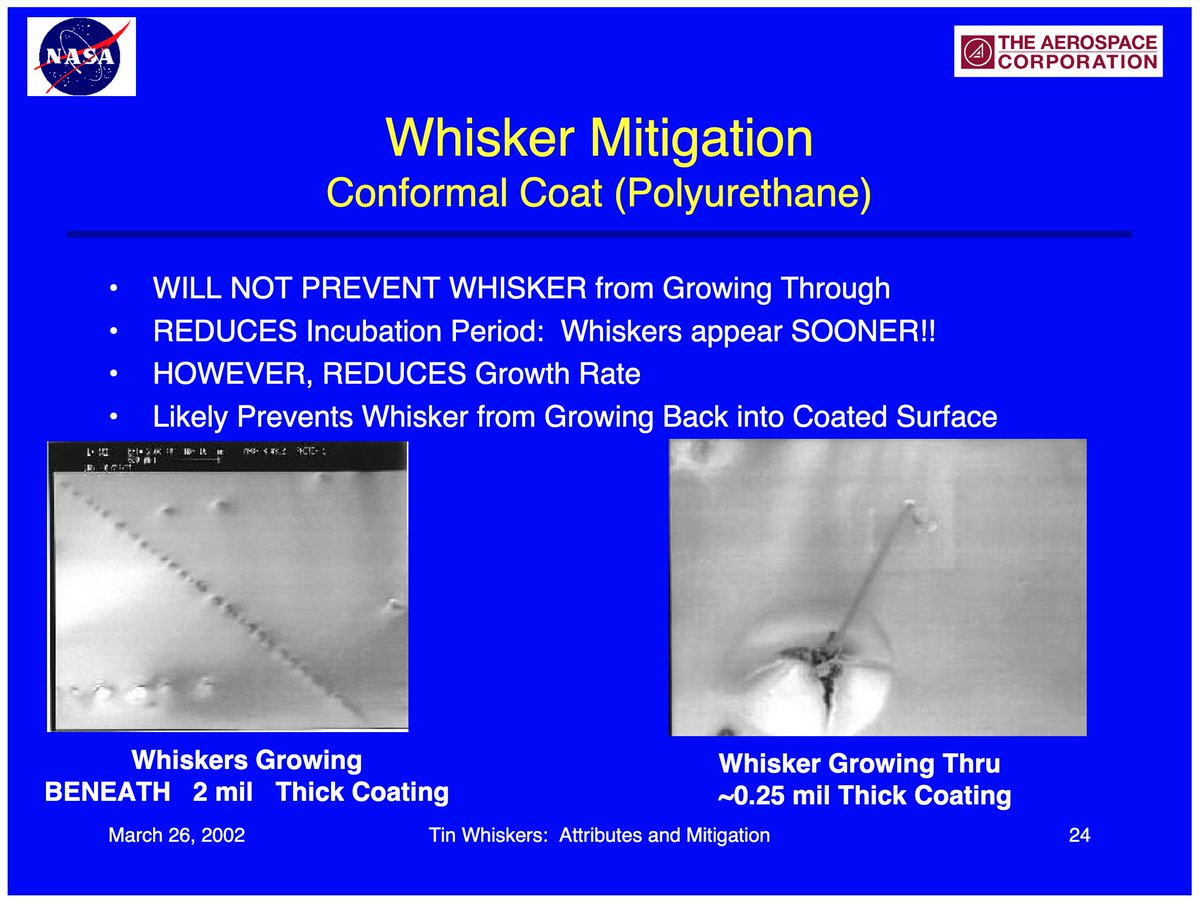 NASA
THE AEROSPACE
CORPORATION
Whisker Mitigation
Conformal Coat (Polyurethane)
• WILL NOT PREVENT WHISKER from Growing Through
• REDUCES Incubation Period:  Whiskers appear SOONER!!
• HOWEVER, REDUCES Growth Rate
• Likely Prevents Whisker from Growing Back into Coated Surface
Whiskers Growing
BENEATH   2 mil   Thick Coating
Whisker Growing Thru
~0.25 mil Thick Coating
March 26, 2002
Tin Whiskers:  Attributes and Mitigation
24